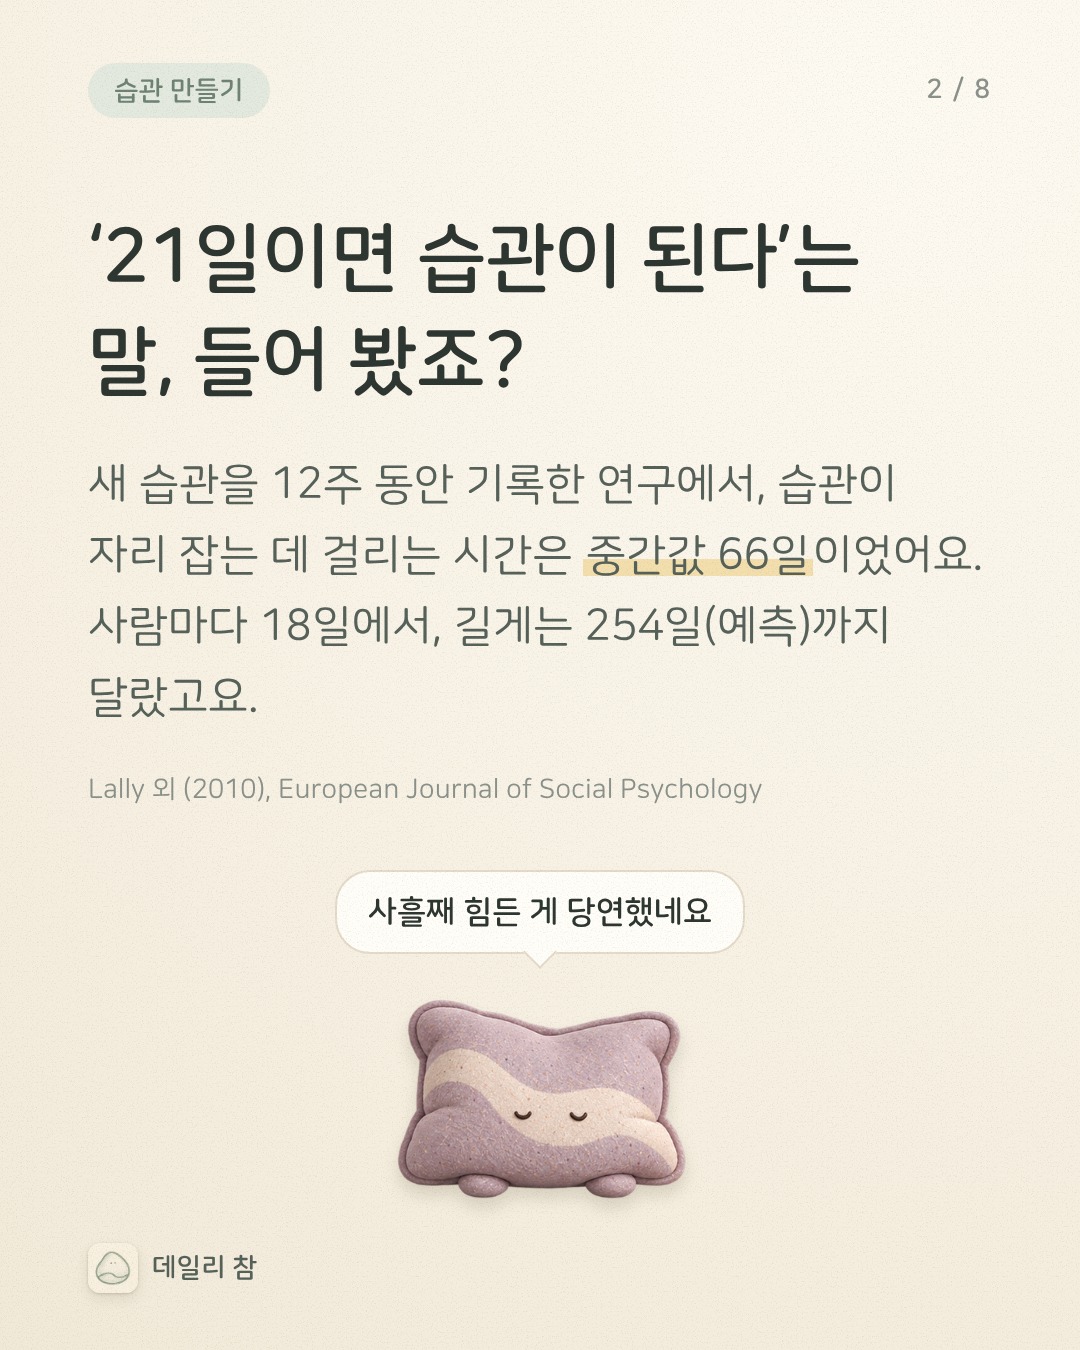 습관 만들기
2 / 8
‘21일이면 습관이 된다’는
말, 들어 봤죠?
새 습관을 12주 동안 기록한 연구에서, 습관이
자리 잡는 데 걸리는 시간은 중간값 66일이었어요.
사람마다 18일에서, 길게는 254일(예측)까지
달랐고요.
Lally 외 (2010), European Journal of Social Psychology
사흘째 힘든 게 당연했네요
데일리 참